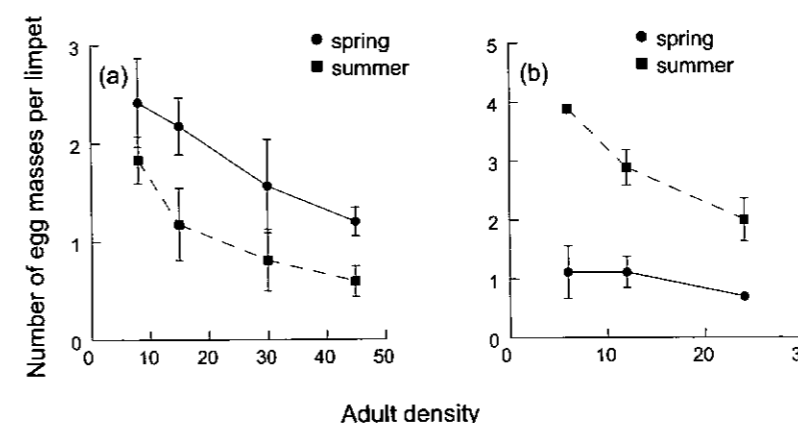 Number of egg masses per limpet
(a)
spring
summer
3
2
1
0
0 10 20 30 40 50
(b)
spring
summer
5
4
3
2
1
0
0 10 20
Adult density